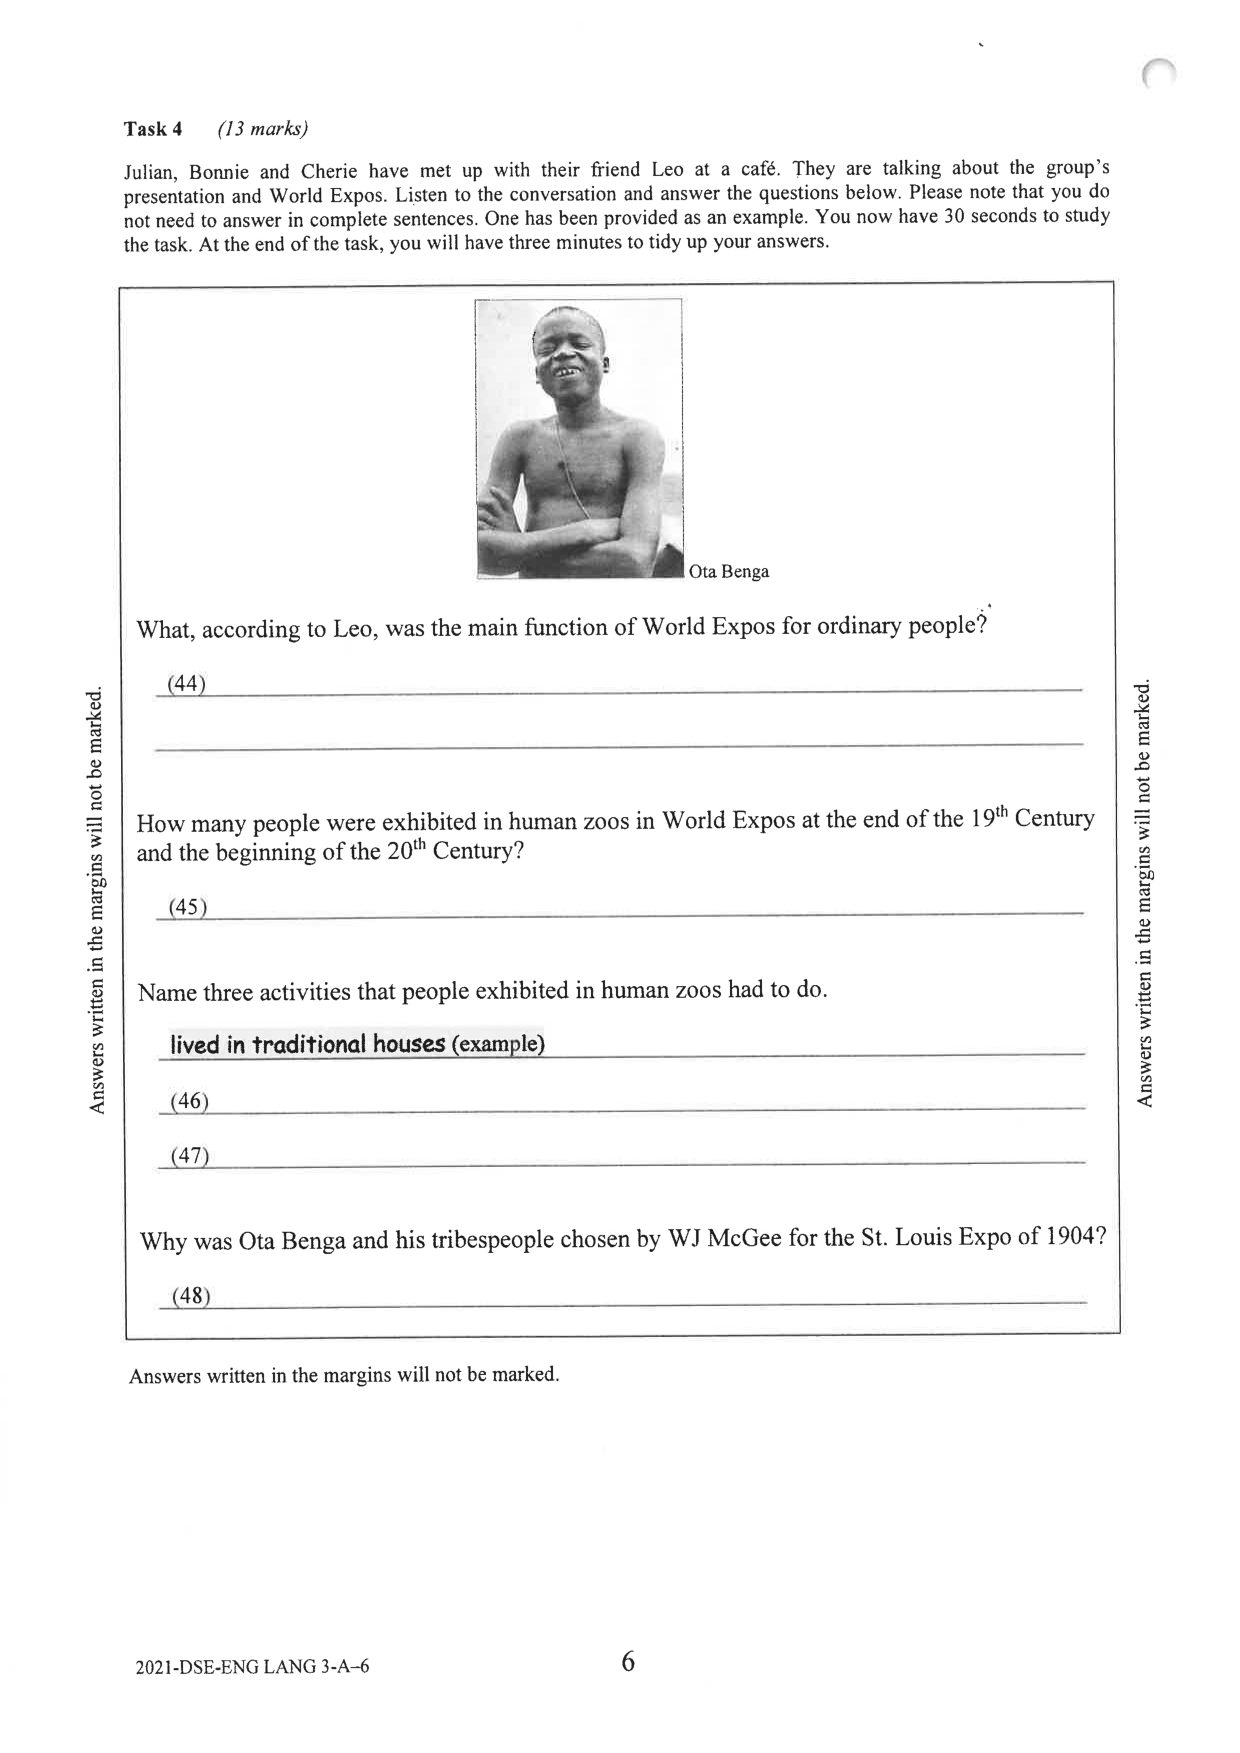 Task 4 (13 marks)
Julian, Bonnie and Cherie have met up with their friend Leo at a café. They are talking about the group's
presentation and World Expos. Listen to the conversation and answer the questions below. Please note that you do
not need to answer in complete sentences. One has been provided as an example. You now have 30 seconds to study
the task. At the end of the task, you will have three minutes to tidy up your answers.
Ota Benga
What, according to Leo, was the main function of World Expos for ordinary people?
(44)
How many people were exhibited in human zoos in World Expos at the end of the 19th Century
and the beginning of the 20th Century?
(45)
Name three activities that people exhibited in human zoos had to do.
lived in traditional houses (example)
(46)
(47)
Why was Ota Benga and his tribespeople chosen by WJ McGee for the St. Louis Expo of 1904?
(48)
Answers written in the margins will not be marked.
Answers written in the margins will not be marked.
Answers written in the margins will not be marked.
2021-DSE-ENG LANG 3-A–6
6